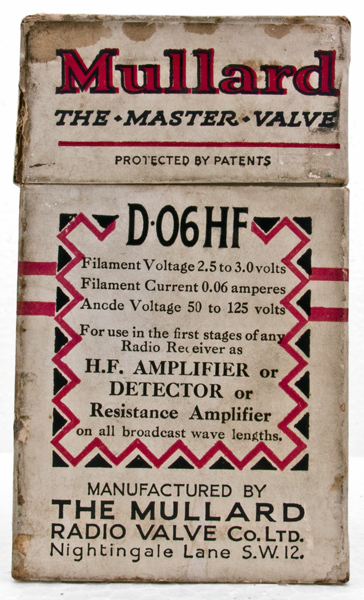 Mullard
THE • MASTER • VALVE
PROTECTED BY PATENTS
D·06HF
Filament Voltage 2.5 to 3.0 volts
Filament Current 0.06 amperes
Anode Voltage 50 to 125 volts
For use in the first stages of any
Radio Receiver as
H.F. AMPLIFIER or
DETECTOR or
Resistance Amplifier
on all broadcast wave lengths.
MANUFACTURED BY
THE MULLARD
RADIO VALVE Co. LTD.
Nightingale Lane S.W. 12.